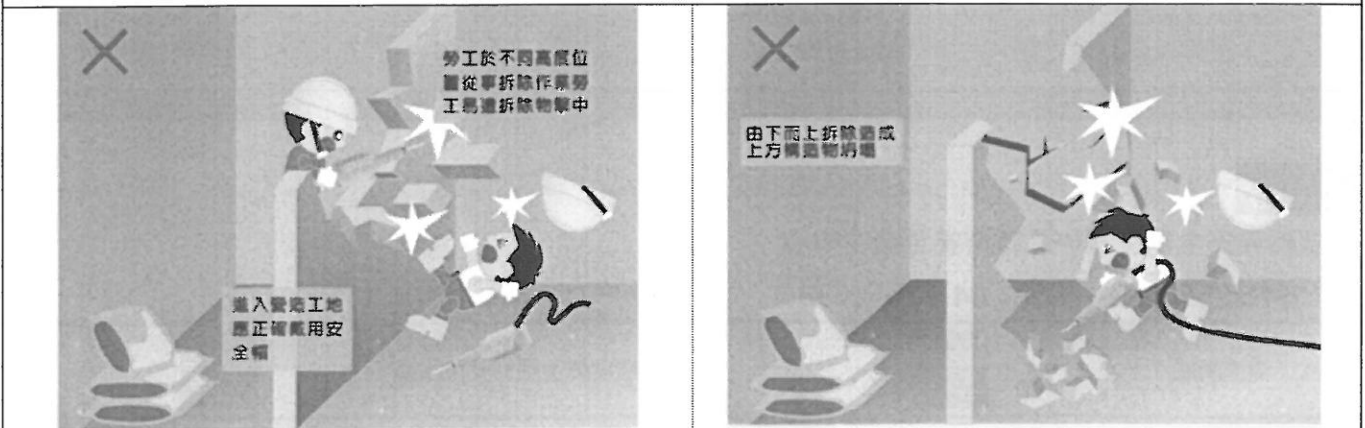 勞工於不同高度位
置從事拆除作業勞
工易遭拆除物擊中
進入營造工地
應正確戴用安
全帽
由下而上拆除造成
上方構造物坍塌